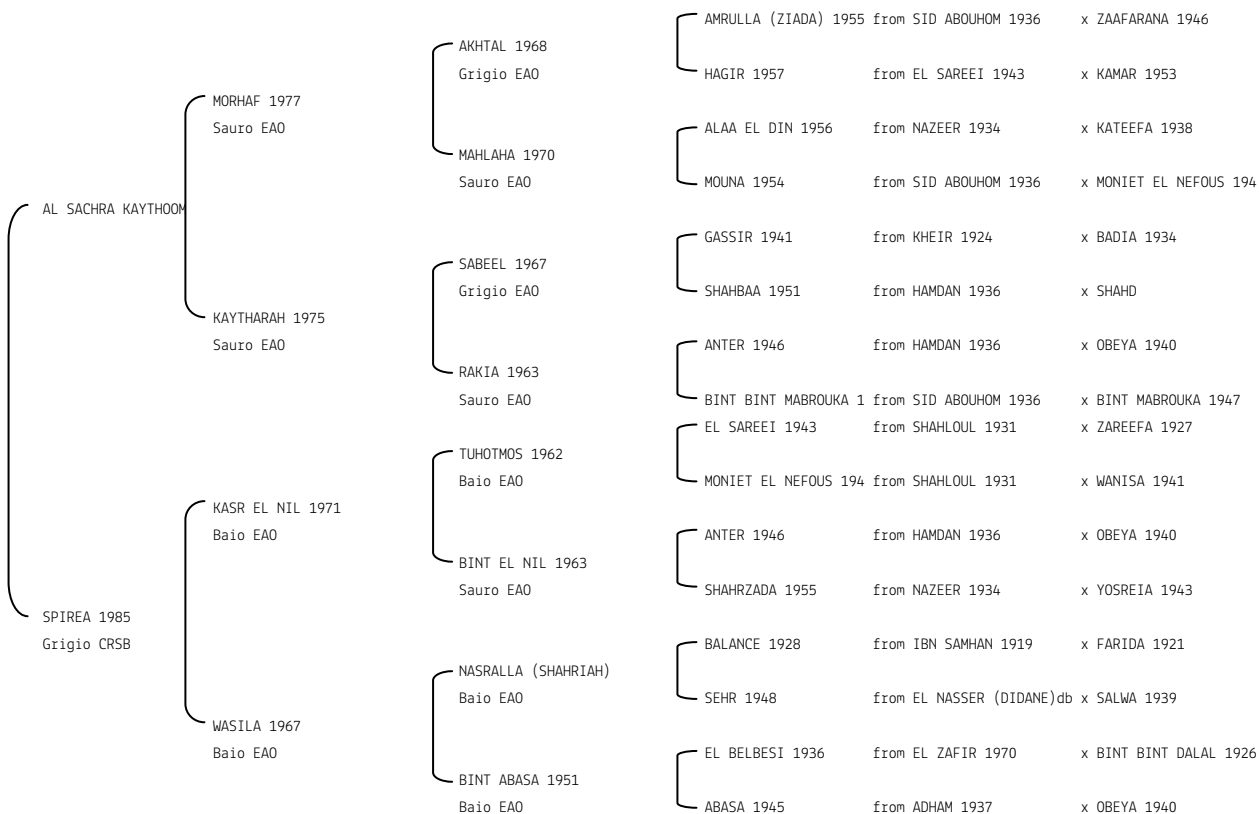 AMRULLA (ZIADA) 1955 from SID ABOUHOM 1936 x ZAAFARANA 1946
AKHTAL 1968
Grigio EAO
HAGIR 1957 from EL SAREEI 1943 x KAMAR 1953
MORHAF 1977
Sauro EAO
ALAA EL DIN 1956 from NAZEER 1934 x KATEEFA 1938
MAHLAHA 1970
Sauro EAO
MOUNA 1954 from SID ABOUHOM 1936 x MONIET EL NEFOUS 194
AL SACHRA KAYTHOOM
GASSIR 1941 from KHEIR 1924 x BADIA 1934
SABEEL 1967
Grigio EAO
SHAHBAA 1951 from HAMDAN 1936 x SHAHD
KAYTHARAH 1975
Sauro EAO
ANTER 1946 from HAMDAN 1936 x OBEYA 1940
RAKIA 1963
Sauro EAO
BINT BINT MABROUKA 1 from SID ABOUHOM 1936 x BINT MABROUKA 1947
EL SAREEI 1943 from SHAHLOUL 1931 x ZAREEFA 1927
TUHOTMOS 1962
Baio EAO
MONIET EL NEFOUS 194 from SHAHLOUL 1931 x WANISA 1941
KASR EL NIL 1971
Baio EAO
ANTER 1946 from HAMDAN 1936 x OBEYA 1940
BINT EL NIL 1963
Sauro EAO
SHAHRZADA 1955 from NAZEER 1934 x YOSREIA 1943
SPIREA 1985
Grigio CRSB
BALANCE 1928 from IBN SAMHAN 1919 x FARIDA 1921
NASRALLA (SHAHRIAH)
Baio EAO
SEHR 1948 from EL NASSER (DIDANE)db x SALWA 1939
WASILA 1967
Baio EAO
EL BELBESI 1936 from EL ZAFIR 1970 x BINT BINT DALAL 1926
BINT ABASA 1951
Baio EAO
ABASA 1945 from ADHAM 1937 x OBEYA 1940